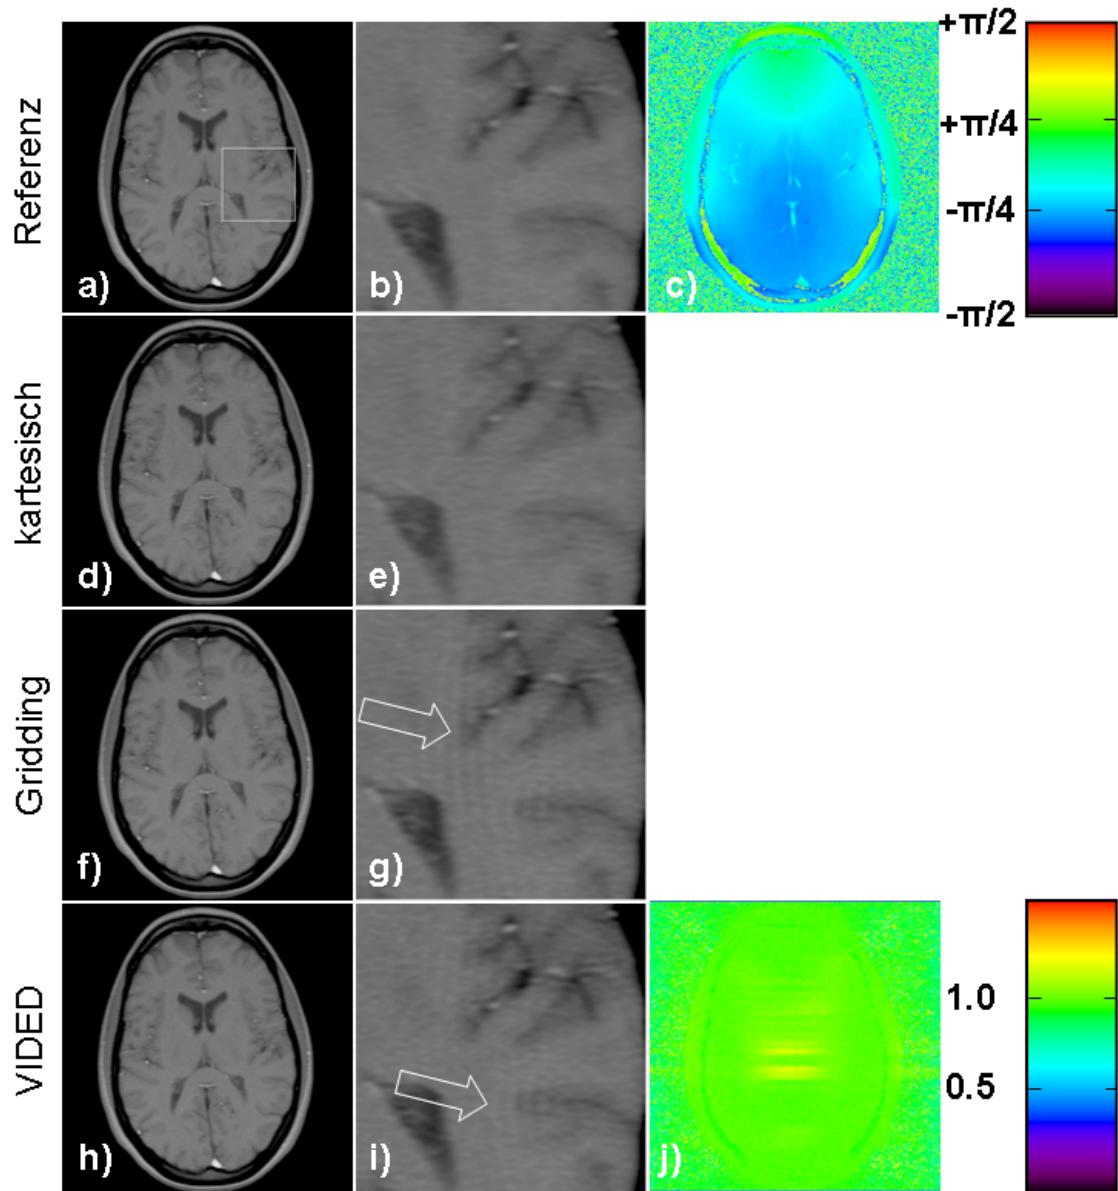 Referenz
a)
b)
c)
+π/2
+π/4
-π/4
-π/2
kartesisch
d)
e)
Gridding
f)
g)
VIDED
h)
i)
j)
1.0
0.5